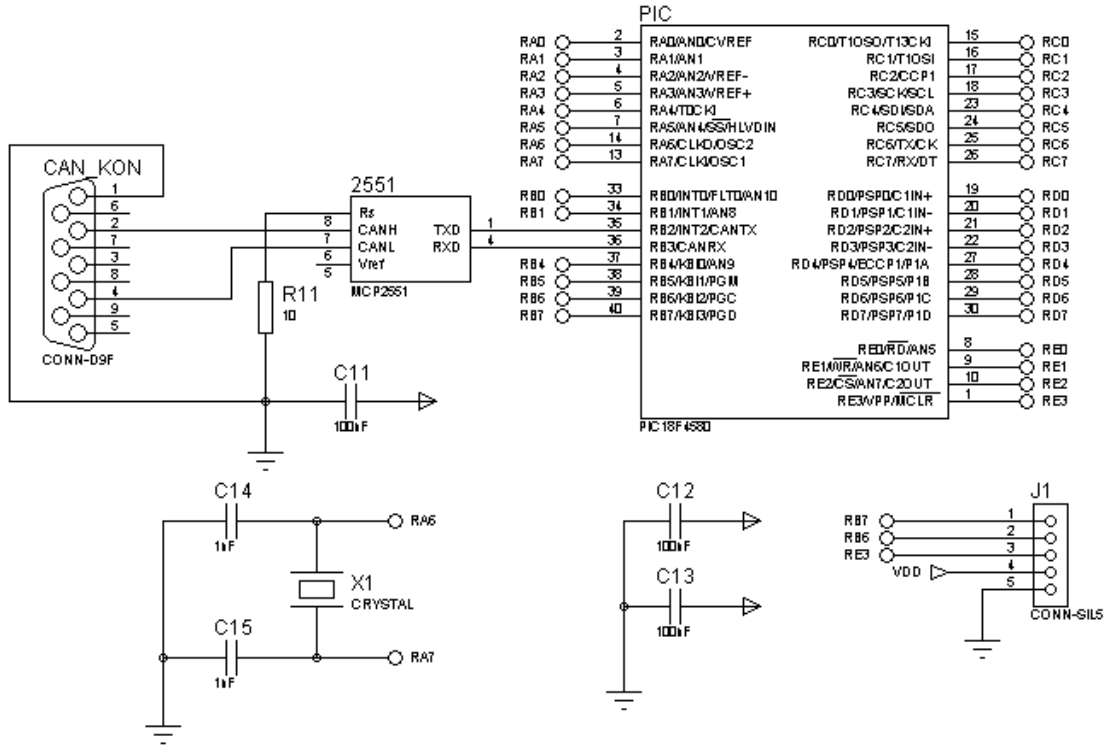 PIC
RA0 2 RA0/AN0/CVREF RC0/T1OSO/T13CKI 15 RC0
RA1 3 RA1/AN1 RC1/T1OSI 16 RC1
RA2 4 RA2/AN2/VREF- RC2/CCP1 17 RC2
RA3 5 RA3/AN3/VREF+ RC3/SCK/SCL 18 RC3
RA4 6 RA4/T0CKI RC4/SDI/SDA 23 RC4
RA5 7 RA5/AN4/SS/HLVDIN RC5/SDO 24 RC5
RA6 14 RA6/CLKO/OSC2 RC6/TX/CK 25 RC6
RA7 13 RA7/CLKI/OSC1 RC7/RX/DT 26 RC7
RB0 33 RB0/INT0/FLT0/AN10 RD0/PSP0/C1IN+ 19 RD0
RB1 34 RB1/INT1/AN8 RD1/PSP1/C1IN- 20 RD1
35 RB2/INT2/CANTX RD2/PSP2/C2IN+ 21 RD2
36 RB3/CANRX RD3/PSP3/C2IN- 22 RD3
RB4 37 RB4/KBI0/AN9 RD4/PSP4/ECCP1/P1A 27 RD4
RB5 38 RB5/KBI1/PGM RD5/PSP5/P1B 28 RD5
RB6 39 RB6/KBI2/PGC RD6/PSP6/P1C 29 RD6
RB7 40 RB7/KBI3/PGD RD7/PSP7/P1D 30 RD7
RE0/RD/AN5 8 RE0
RE1/WR/AN6/C1OUT 9 RE1
RE2/CS/AN7/C2OUT 10 RE2
RE3/VPP/MCLR 1 RE3
PIC18F4580
CAN_KON
1
6
2
7
3
8
4
9
5
CONN-D9F
2551
Rs
8 CANH TXD 1
7 CANL RXD 4
6
Vref
5
MCP2551
R11
10
C11
100nF
C14
1nF
RA6
X1
CRYSTAL
C15
1nF
RA7
C12
100nF
C13
100nF
J1
RB7 1
RB6 2
RE3 3
VDD 4
5
CONN-SIL5